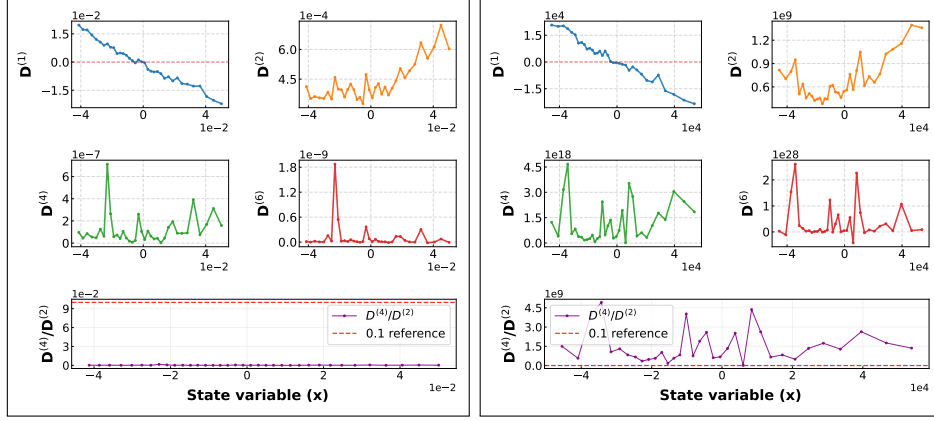 1e−2
D(1)
1.5
0.0
−1.5
−4 0 4
1e−2
1e−4
D(2)
6.0
4.5
−4 0 4
1e−2
1e−7
D(4)
6
4
2
0
−4 0 4
1e−2
1e−9
D(6)
1.8
1.2
0.6
0.0
−4 0 4
1e−2
1e−2
D(4)/D(2)
9
6
3
0
D(4)/D(2)
0.1 reference
−4 −2 0 2 4
1e−2
State variable (x)
1e4
D(1)
1.5
0.0
−1.5
−4 0 4
1e4
1e9
D(2)
1.2
0.9
0.6
−4 0 4
1e4
1e18
D(4)
4.5
3.0
1.5
0.0
−4 0 4
1e4
1e28
D(6)
2
1
0
−4 0 4
1e4
1e9
D(4)/D(2)
4.5
3.0
1.5
0.0
D(4)/D(2)
0.1 reference
−4 −2 0 2 4
1e4
State variable (x)